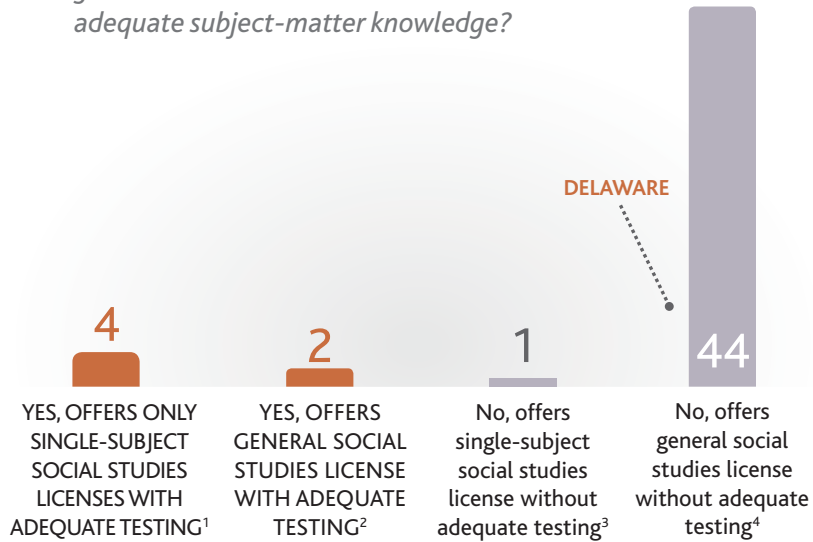 adequate subject-matter knowledge?
DELAWARE
4
2
1
44
YES, OFFERS ONLY
SINGLE-SUBJECT
SOCIAL STUDIES
LICENSES WITH
ADEQUATE TESTING¹
YES, OFFERS
GENERAL SOCIAL
STUDIES LICENSE
WITH ADEQUATE
TESTING²
No, offers
single-subject
social studies
license without
adequate testing³
No, offers
general social
studies license
without adequate
testing⁴